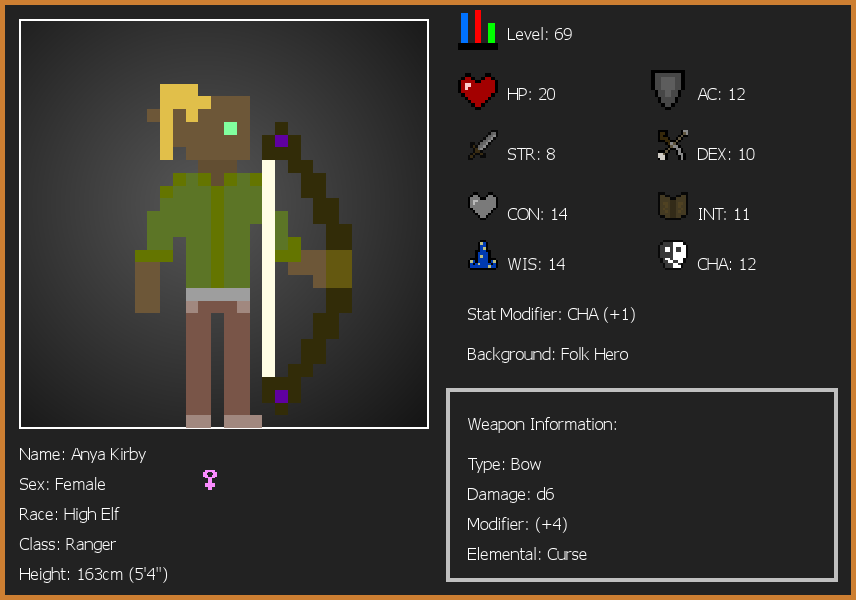 Level: 69
HP: 20
AC: 12
STR: 8
DEX: 10
CON: 14
INT: 11
WIS: 14
CHA: 12
Stat Modifier: CHA (+1)
Background: Folk Hero
Name: Anya Kirby
Sex: Female
Race: High Elf
Class: Ranger
Height: 163cm (5'4")
Weapon Information:
Type: Bow
Damage: d6
Modifier: (+4)
Elemental: Curse